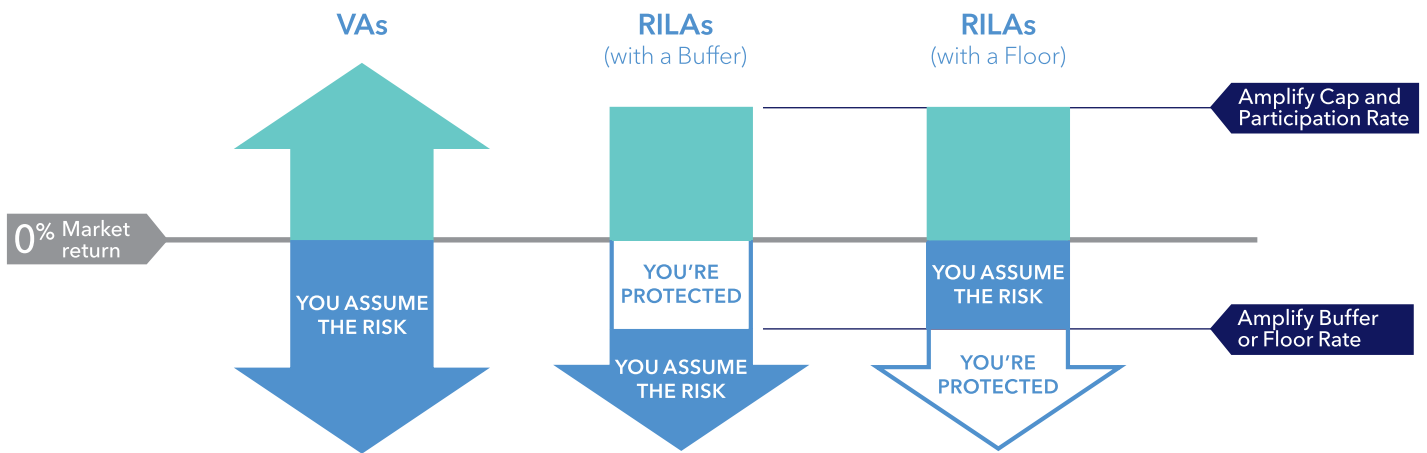 VAs
RILAs
(with a Buffer)
RILAs
(with a Floor)
Amplify Cap and
Participation Rate
0% Market
return
YOU ASSUME
THE RISK
YOU’RE
PROTECTED
YOU ASSUME
THE RISK
YOU ASSUME
THE RISK
YOU’RE
PROTECTED
Amplify Buffer
or Floor Rate